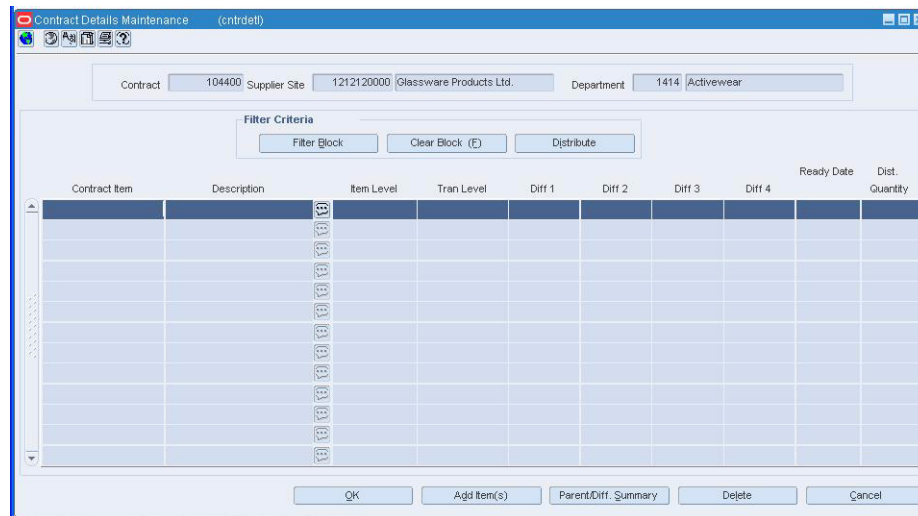 Contract Details Maintenance (cntrdetl)
Contract 104400 Supplier Site 1212120000 Glassware Products Ltd. Department 1414 Activewear
Filter Criteria
Filter Block Clear Block (F) Distribute
Contract Item Description Item Level Tran Level Diff 1 Diff 2 Diff 3 Diff 4 Ready Date Dist. Quantity
OK Add Item(s) Parent/Diff. Summary Delete Cancel